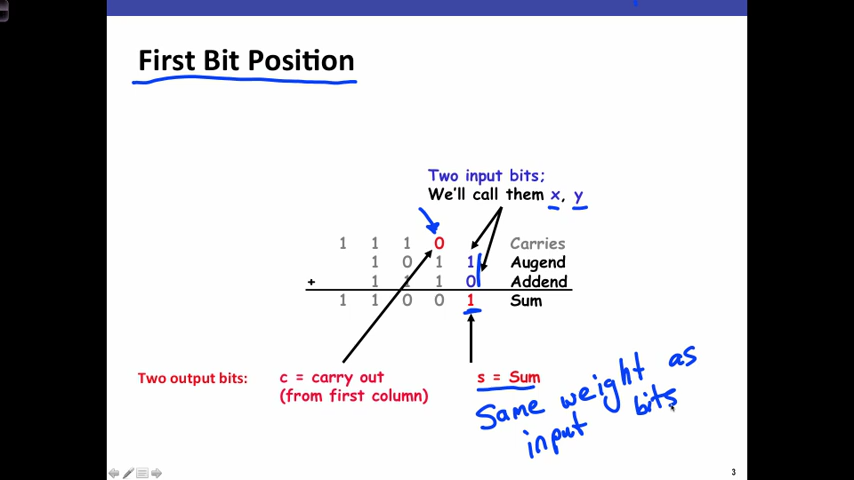 First Bit Position
Two input bits;
We'll call them x, y
1 1 1 0 Carries
1 0 1 1 Augend
+ 1 1 1 0 Addend
1 1 0 0 1 Sum
Two output bits:
c = carry out
(from first column)
s = Sum
Same weight as
input bits
3